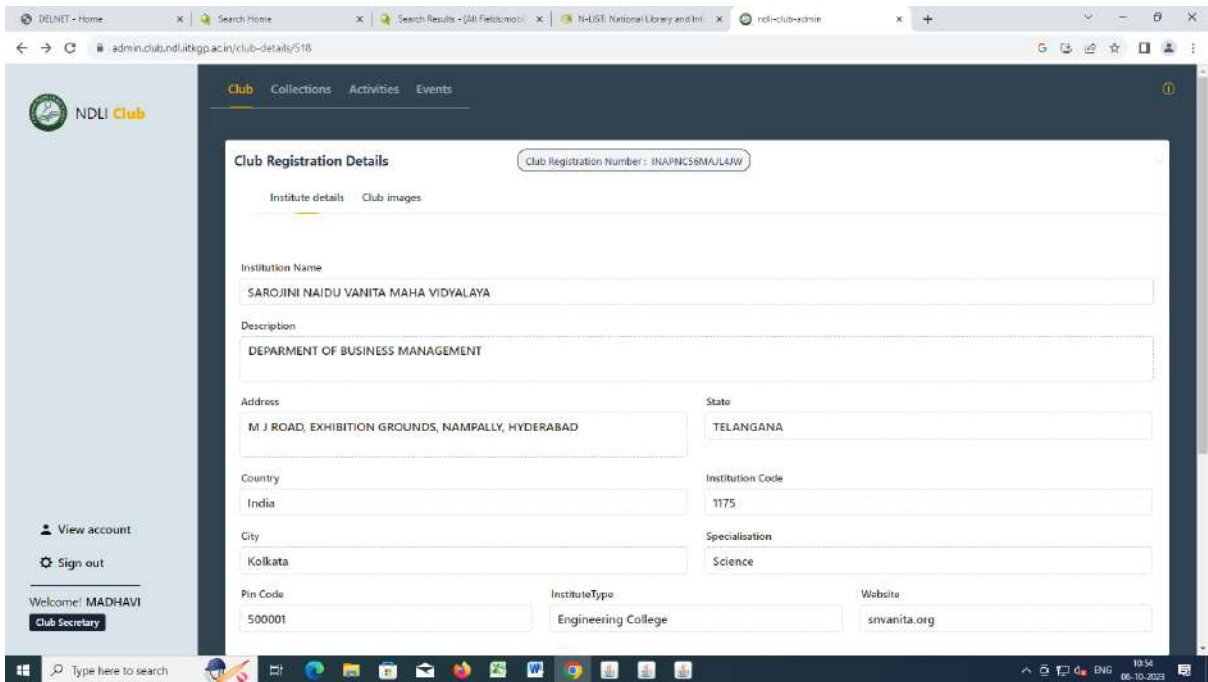 DELNET - Home
Search Home
Search Results - (All Fields:moti
N-LIST: National Library and Inf
ndli-club-admin
admin.club.ndl.iitkgp.ac.in/club-details/518
NDLI Club
Club Collections Activities Events
Club Registration Details
Club Registration Number : INAPNC56MAJL4JW
Institute details Club images
Institution Name
SAROJINI NAIDU VANITA MAHA VIDYALAYA
Description
DEPARMENT OF BUSINESS MANAGEMENT
Address State
M J ROAD, EXHIBITION GROUNDS, NAMPALLY, HYDERABAD TELANGANA
Country Institution Code
India 1175
City Specialisation
Kolkata Science
Pin Code InstituteType Website
500001 Engineering College snvanita.org
View account
Sign out
Welcome! MADHAVI
Club Secretary
Type here to search
ENG
10:54
06-10-2023